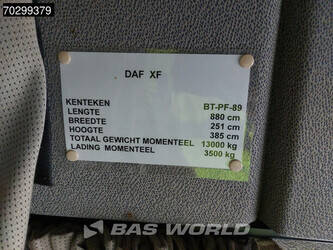 70299379
DAF XF
KENTEKEN BT-PF-89
LENGTE 880 cm
BREEDTE 251 cm
HOOGTE 385 cm
TOTAAL GEWICHT MOMENTEEL 13000 kg
LADING MOMENTEEL 3500 kg
BAS WORLD